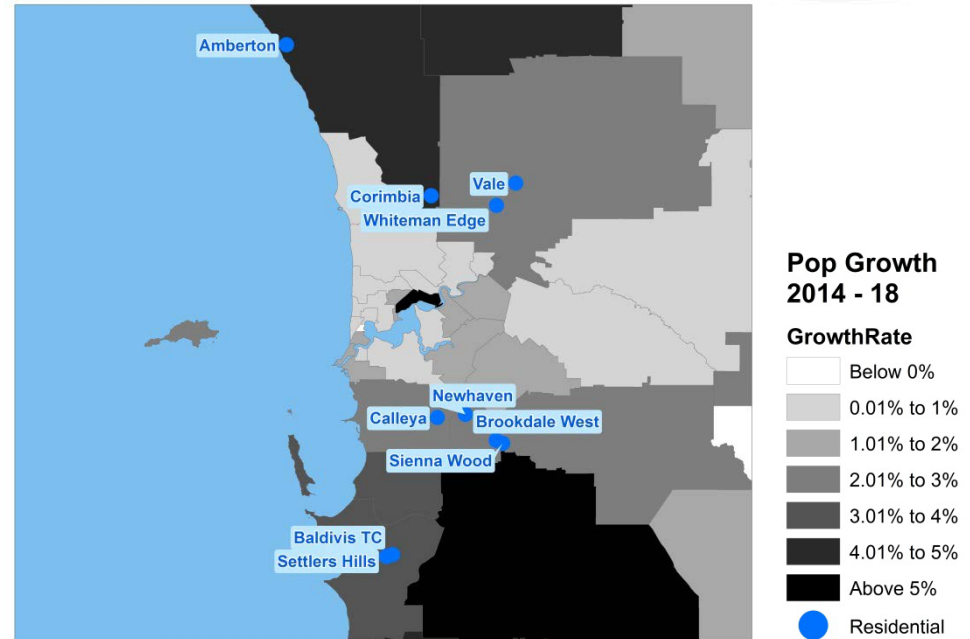 Amberton
Vale
Corimbia
Whiteman Edge
Newhaven
Calleya
Brookdale West
Sienna Wood
Baldivis TC
Settlers Hills
Pop Growth
2014 - 18
GrowthRate
Below 0%
0.01% to 1%
1.01% to 2%
2.01% to 3%
3.01% to 4%
4.01% to 5%
Above 5%
Residential